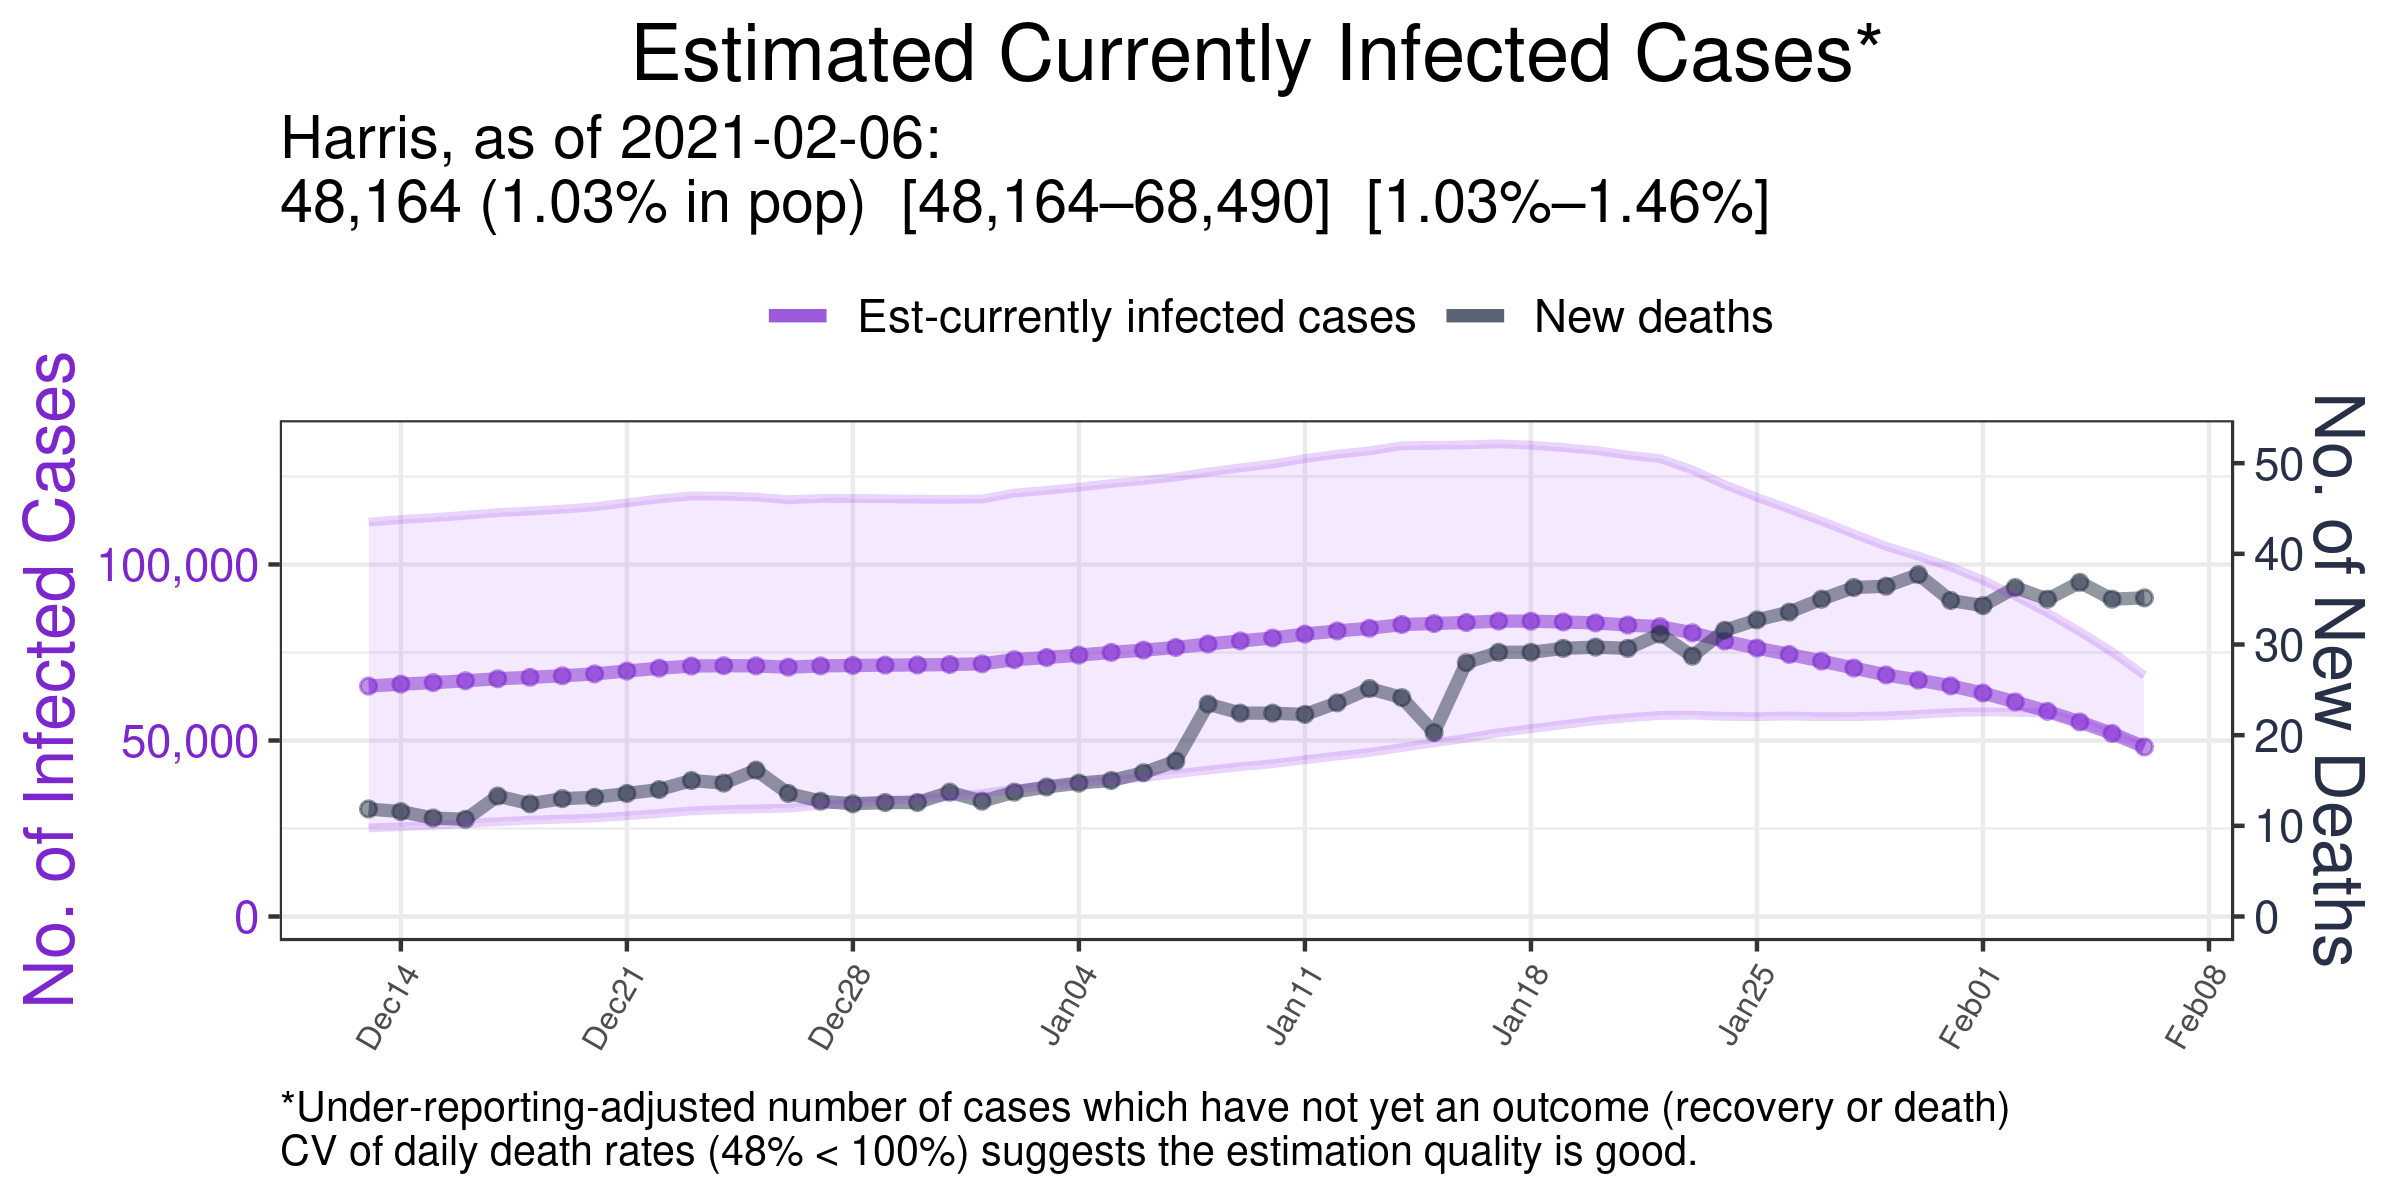 Estimated Currently Infected Cases*
Harris, as of 2021-02-06:
48,164 (1.03% in pop)  [48,164–68,490]  [1.03%–1.46%]
Est-currently infected cases
New deaths
No. of Infected Cases
100,000
50,000
0
No. of New Deaths
50
40
30
20
10
0
Dec14
Dec21
Dec28
Jan04
Jan11
Jan18
Jan25
Feb01
Feb08
*Under-reporting-adjusted number of cases which have not yet an outcome (recovery or death)
CV of daily death rates (48% < 100%) suggests the estimation quality is good.